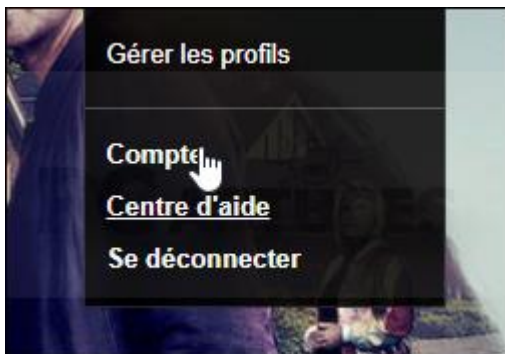 Gérer les profils
Compte
Centre d'aide
Se déconnecter